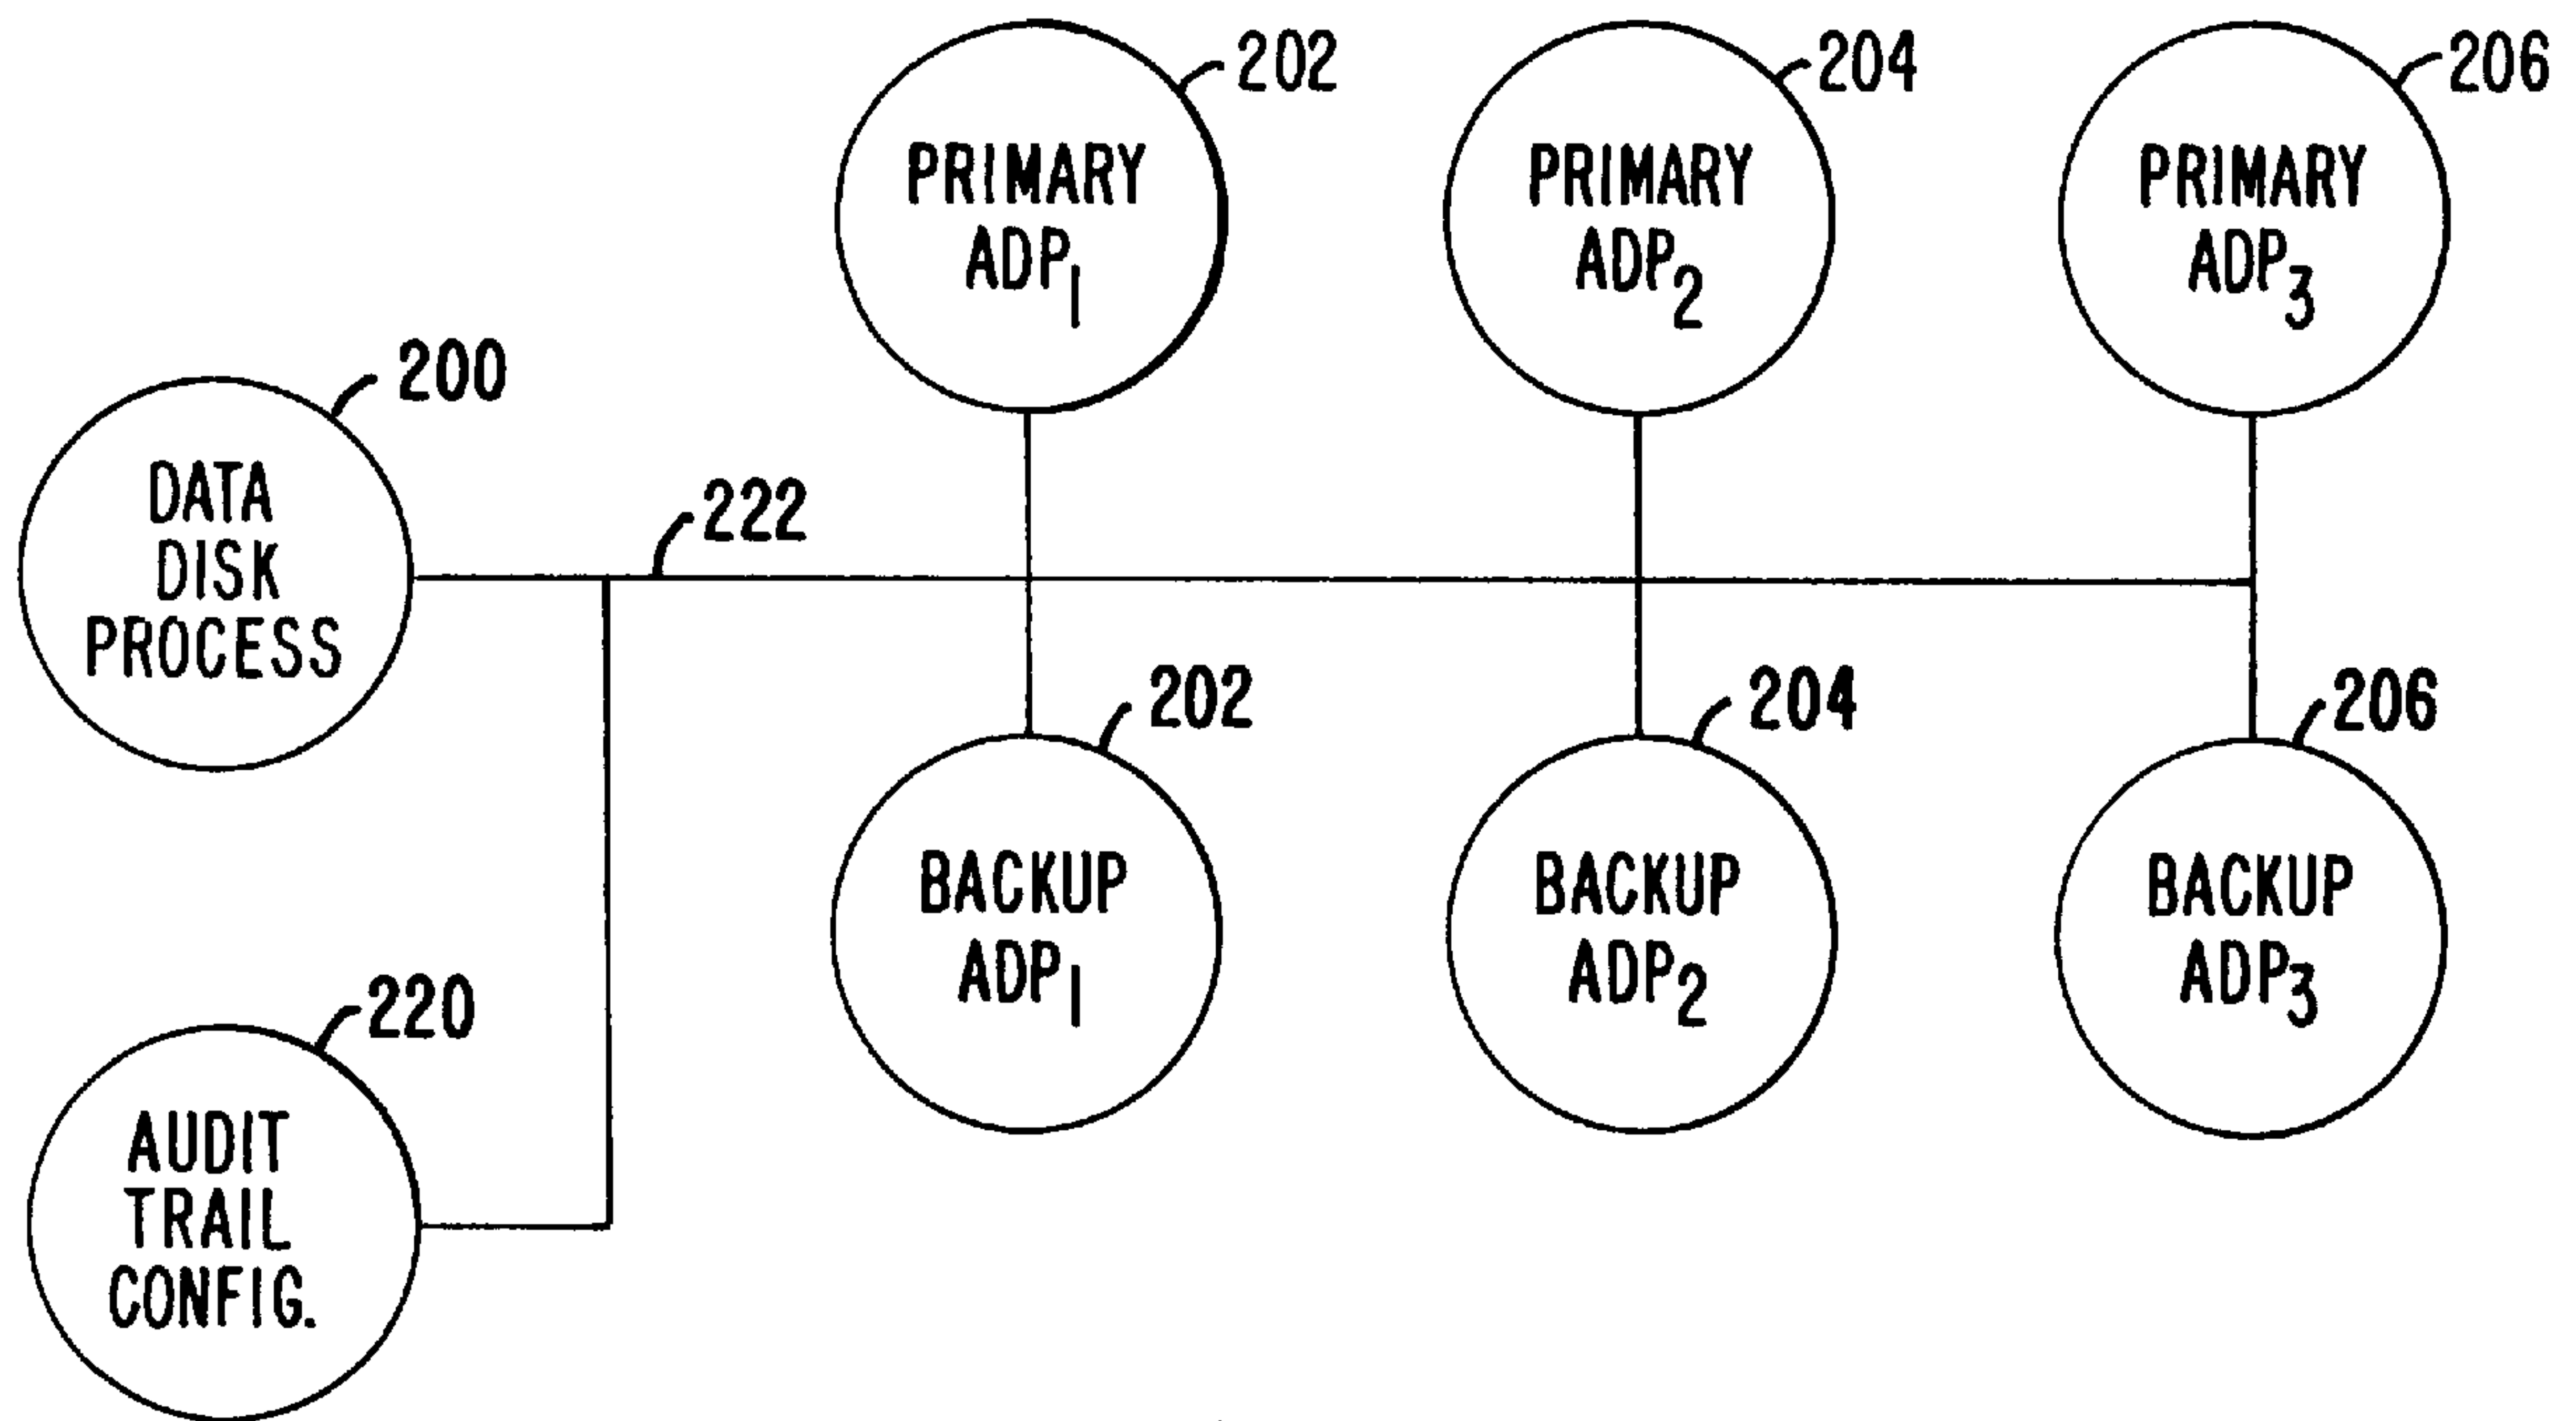 202
PRIMARY
ADP1
204
PRIMARY
ADP2
206
PRIMARY
ADP3
200
DATA
DISK
PROCESS
222
202
BACKUP
ADP1
204
BACKUP
ADP2
206
BACKUP
ADP3
220
AUDIT
TRAIL
CONFIG.